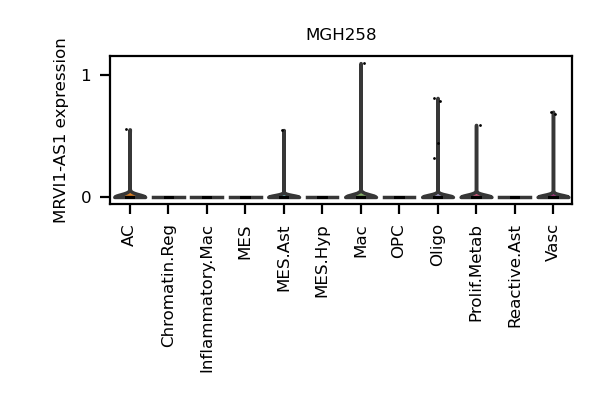 MGH258
MRVI1-AS1 expression
1
0
AC
Chromatin.Reg
Inflammatory.Mac
MES
MES.Ast
MES.Hyp
Mac
OPC
Oligo
Prolif.Metab
Reactive.Ast
Vasc